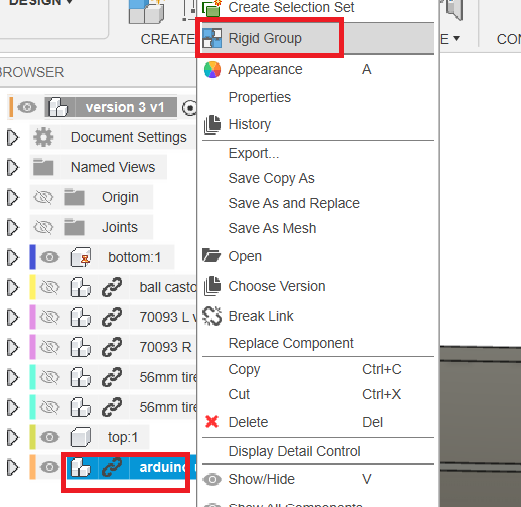 DESIGN
Create Selection Set
CREATE
Rigid Group
E
CON
BROWSER
Appearance A
version 3 v1
Properties
Document Settings
History
Named Views
Export...
Origin
Save Copy As
Save As and Replace
Joints
Save As Mesh
bottom:1
Open
ball casto
Choose Version
70093 L v
Break Link
70093 R
Replace Component
56mm tire
Copy Ctrl+C
56mm tire
Cut Ctrl+X
Delete Del
top:1
Display Detail Control
arduino
Show/Hide V
Show All Components